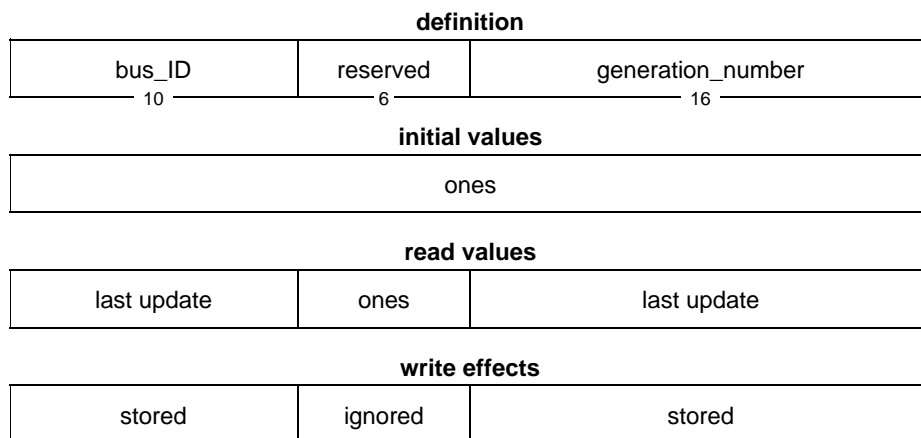 definition
bus_ID reserved generation_number
10 6 16
initial values
ones
read values
last update ones last update
write effects
stored ignored stored